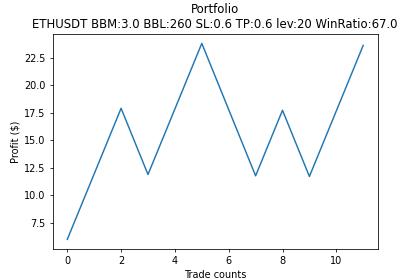 Portfolio
ETHUSDT BBM:3.0 BBL:260 SL:0.6 TP:0.6 lev:20 WinRatio:67.0
22.5
20.0
17.5
15.0
12.5
10.0
7.5
Profit ($)
0 2 4 6 8 10
Trade counts